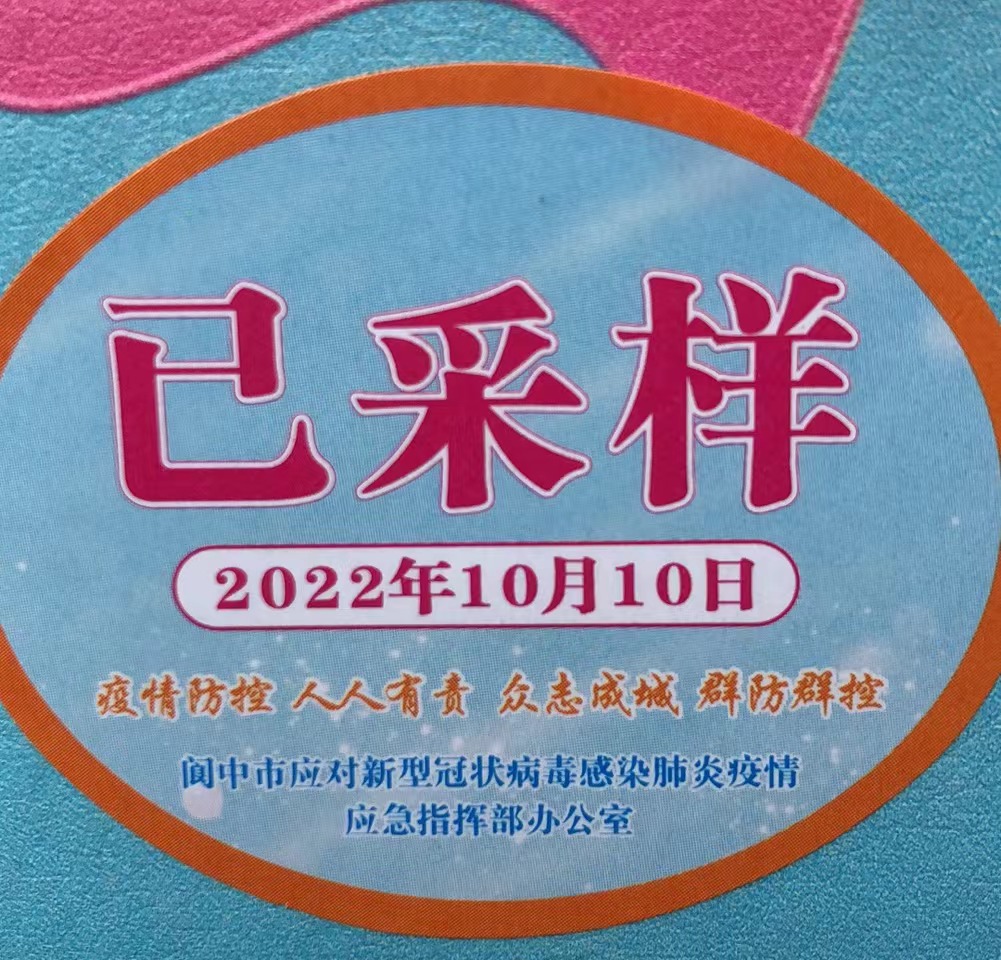 已采样
2022年10月10日
疫情防控 人人有责 众志成城 群防群控
阆中市应对新型冠状病毒感染肺炎疫情
应急指挥部办公室